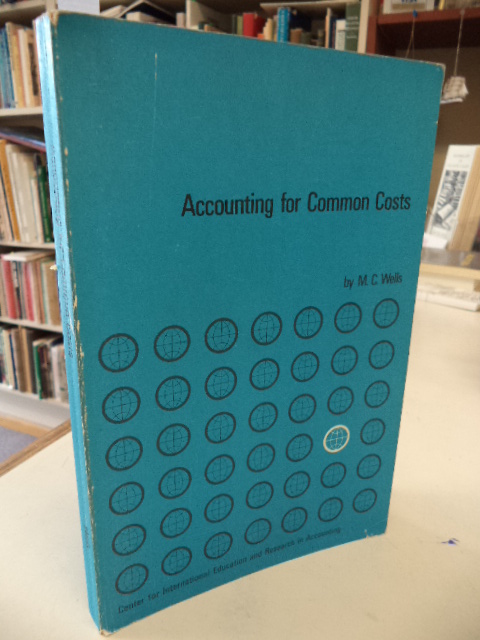 Accounting for Common Costs
by M. C. Wells
Center for International Education and Research in Accounting